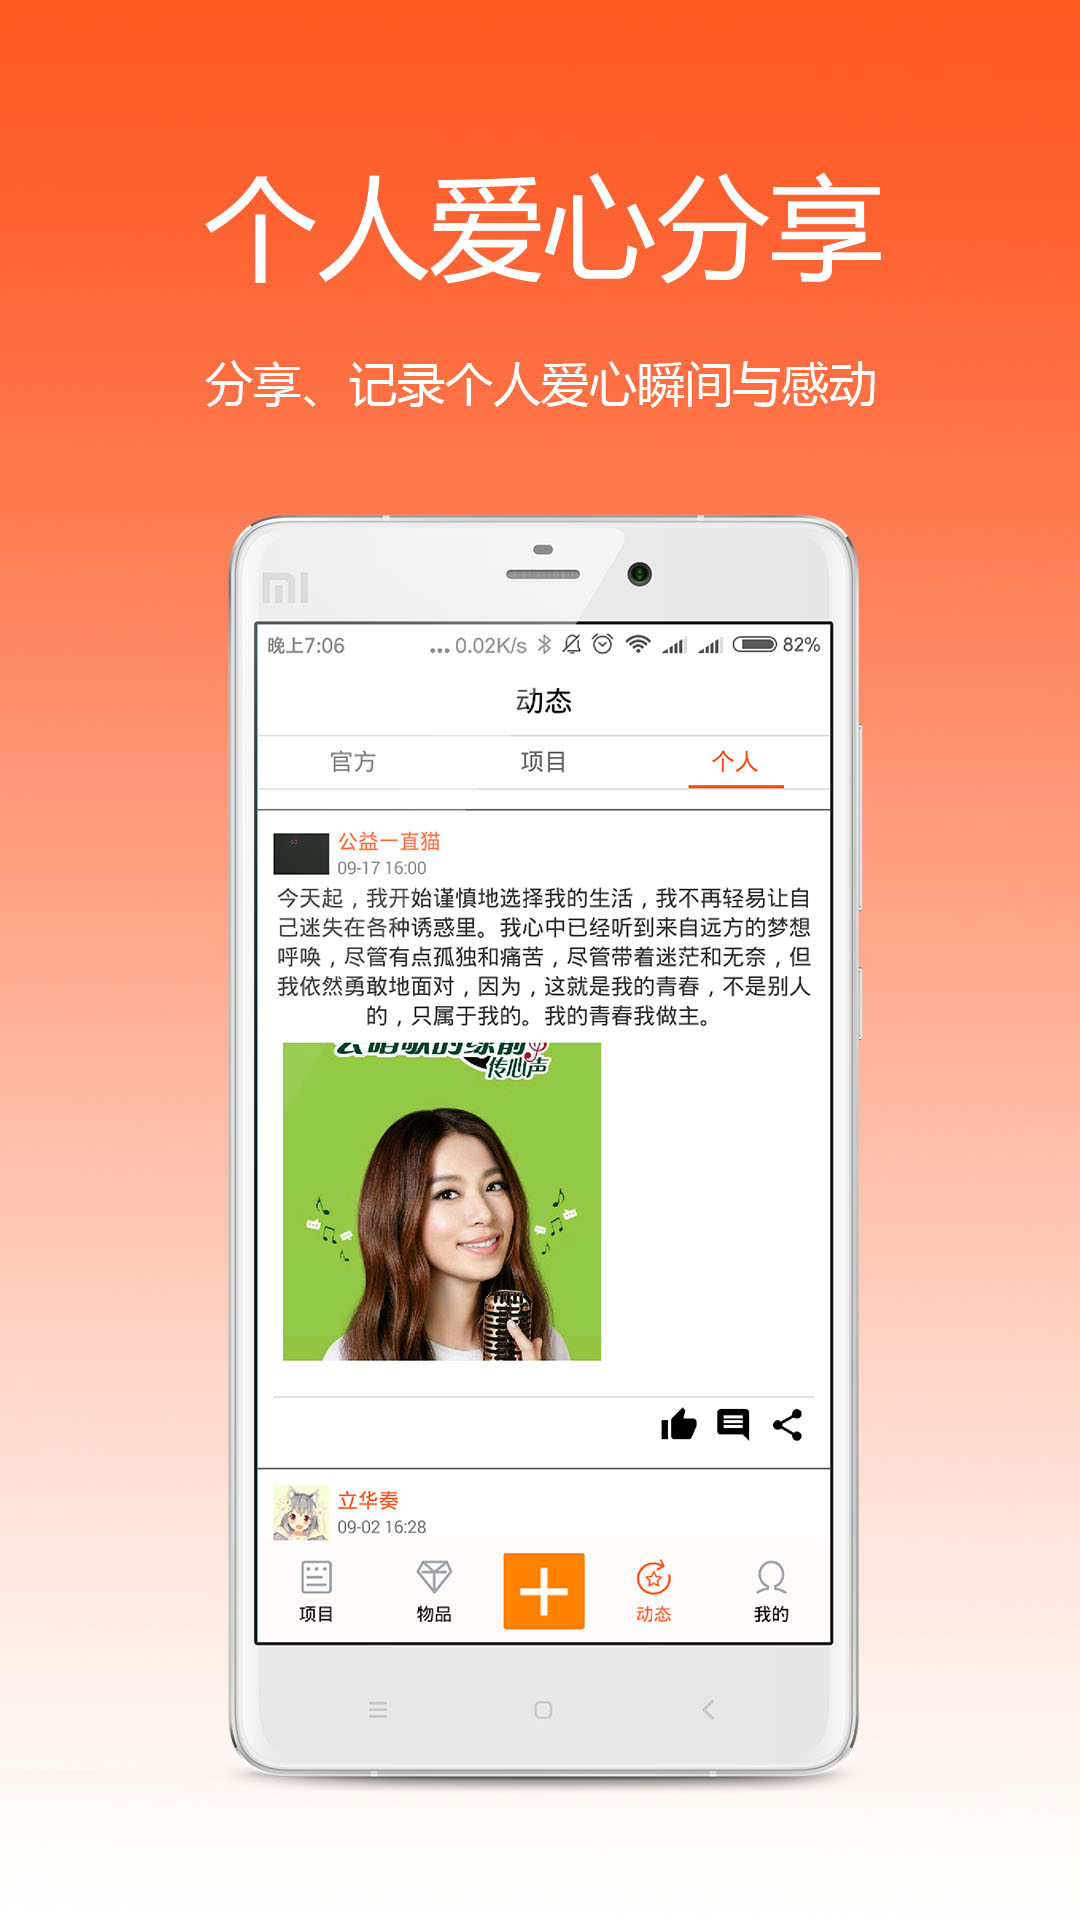 个人爱心分享
分享、记录个人爱心瞬间与感动
mi
晚上7:06 ... 0.02K/s 82%
动态
官方 项目 个人
公益一直猫
09-17 16:00
今天起，我开始谨慎地选择我的生活，我不再轻易让自
己迷失在各种诱惑里。我心中已经听到来自远方的梦想
呼唤，尽管有点孤独和痛苦，尽管带着迷茫和无奈，但
我依然勇敢地面对，因为，这就是我的青春，不是别人
的，只属于我的。我的青春我做主。
传心声
立华奏
09-02 16:28
项目 物品 动态 我的